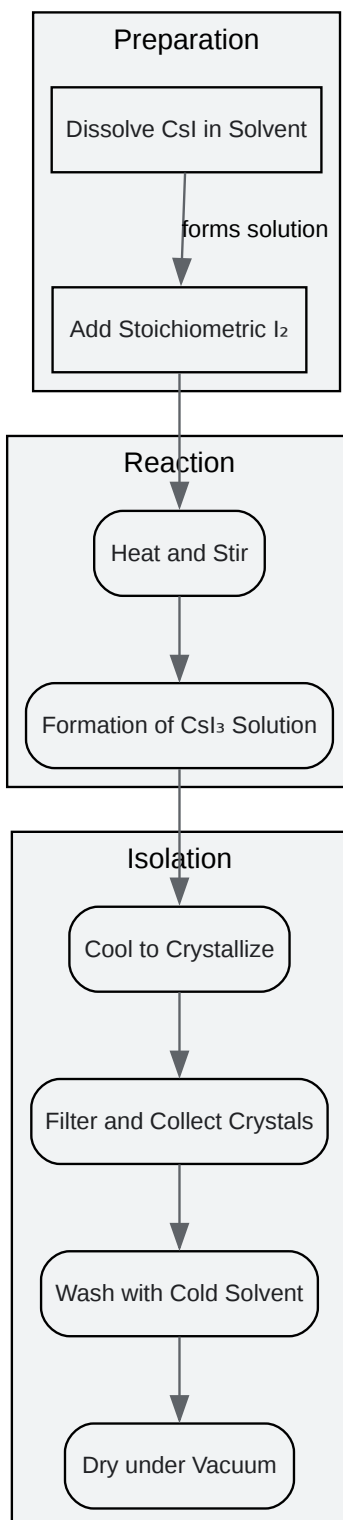 Preparation
Dissolve CsI in Solvent
forms solution
Add Stoichiometric I₂
Reaction
Heat and Stir
Formation of CsI₃ Solution
Isolation
Cool to Crystallize
Filter and Collect Crystals
Wash with Cold Solvent
Dry under Vacuum